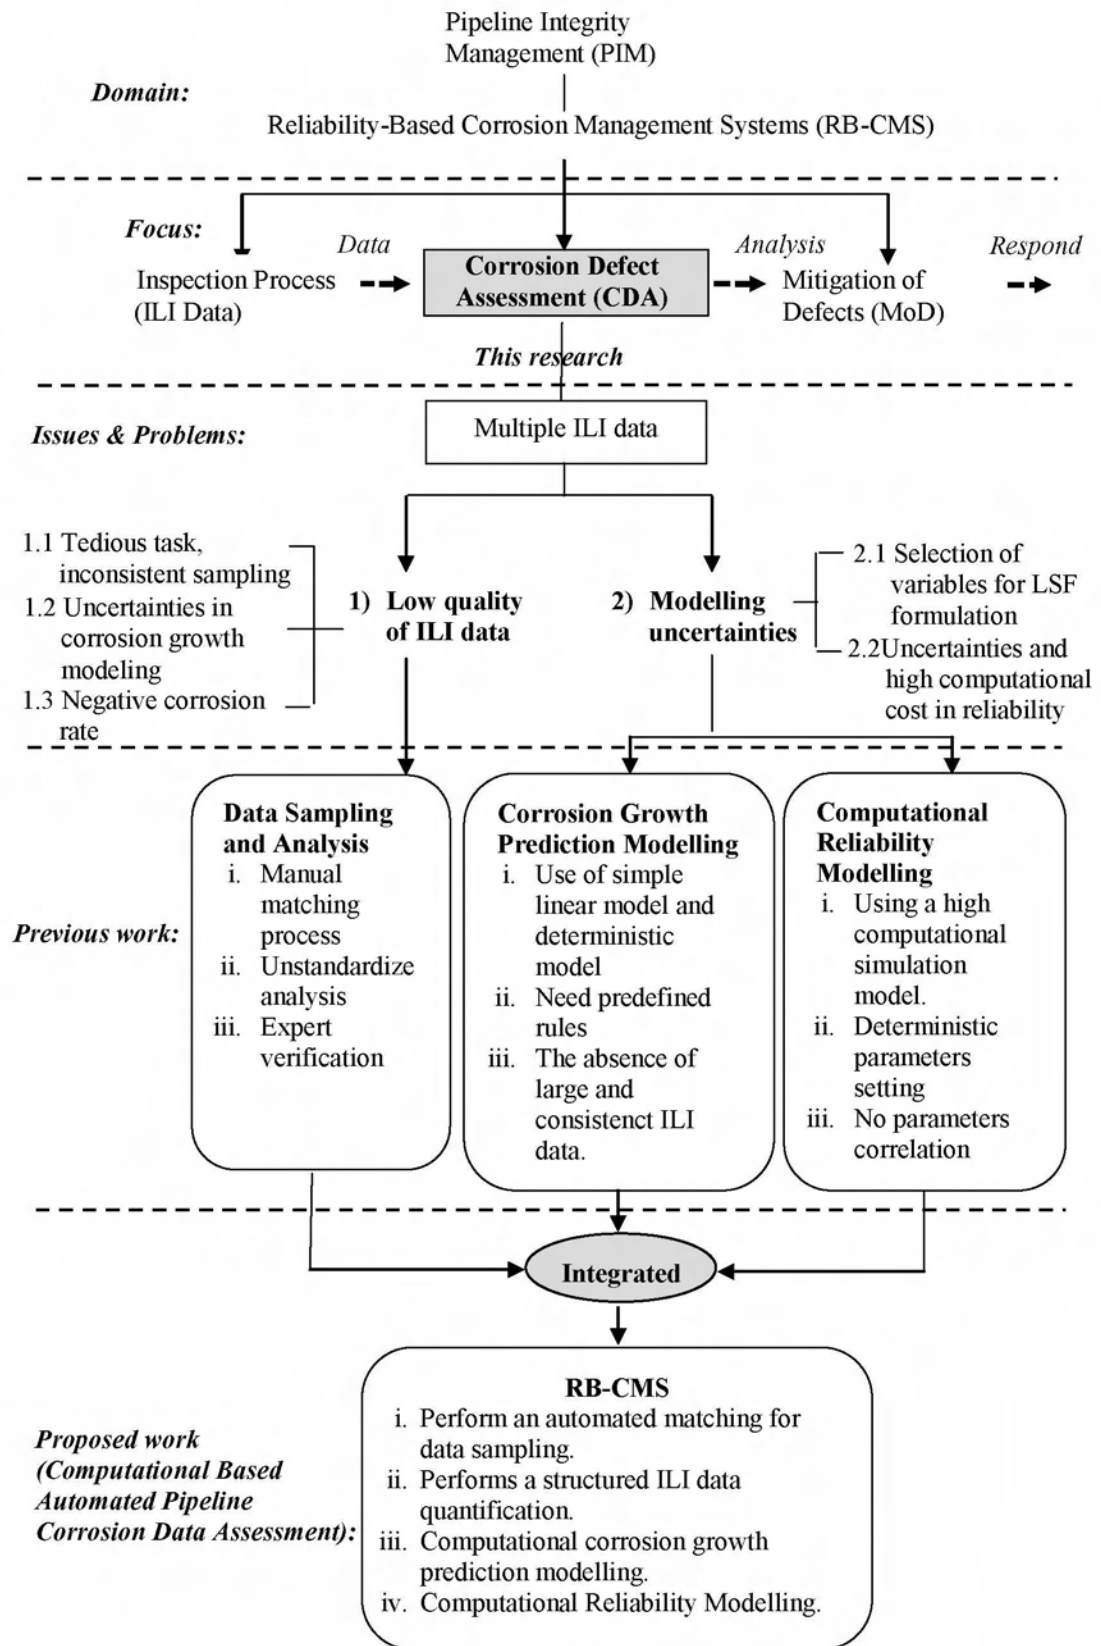 Pipeline Integrity
Management (PIM)
Domain:
Reliability-Based Corrosion Management Systems (RB-CMS)
Focus:
Data
Analysis
Respond
Inspection Process
(ILI Data)
Corrosion Defect
Assessment (CDA)
Mitigation of
Defects (MoD)
This research
Issues & Problems:
Multiple ILI data
1.1 Tedious task,
inconsistent sampling
1.2 Uncertainties in
corrosion growth
modeling
1.3 Negative corrosion
rate
1) Low quality
of ILI data
2) Modelling
uncertainties
2.1 Selection of
variables for LSF
formulation
2.2Uncertainties and
high computational
cost in reliability
Previous work:
Data Sampling
and Analysis
i. Manual
matching
process
ii. Unstandardize
analysis
iii. Expert
verification
Corrosion Growth
Prediction Modelling
i. Use of simple
linear model and
deterministic
model
ii. Need predefined
rules
iii. The absence of
large and
consistenct ILI
data.
Computational
Reliability
Modelling
i. Using a high
computational
simulation
model.
ii. Deterministic
parameters
setting
iii. No parameters
correlation
Integrated
Proposed work
(Computational Based
Automated Pipeline
Corrosion Data Assessment):
RB-CMS
i. Perform an automated matching for
data sampling.
ii. Performs a structured ILI data
quantification.
iii. Computational corrosion growth
prediction modelling.
iv. Computational Reliability Modelling.